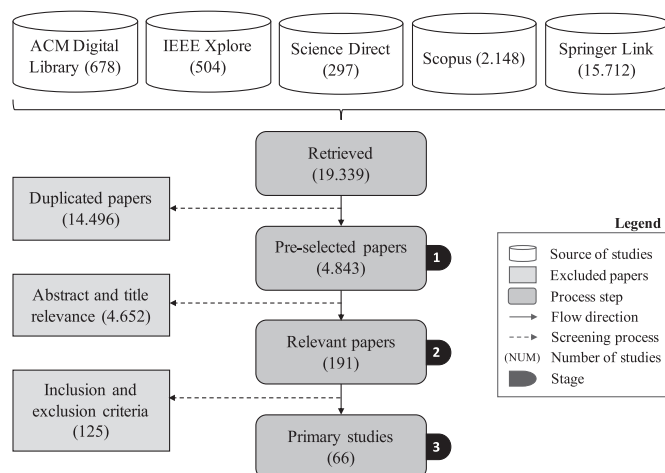 ACM Digital
Library (678)
IEEE Xplore
(504)
Science Direct
(297)
Scopus (2.148)
Springer Link
(15.712)
Retrieved
(19.339)
Duplicated papers
(14.496)
Pre-selected papers
(4.843)
1
Abstract and title
relevance (4.652)
Relevant papers
(191)
2
Inclusion and
exclusion criteria
(125)
Primary studies
(66)
3
Legend
Source of studies
Excluded papers
Process step
Flow direction
Screening process
(NUM) Number of studies
Stage